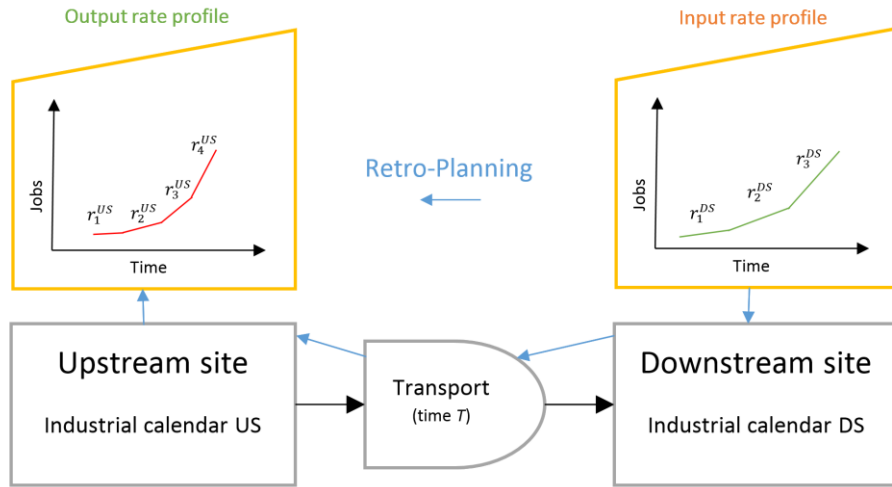 Output rate profile
Input rate profile
Jobs
r_1^{US}
r_2^{US}
r_3^{US}
r_4^{US}
Time
Retro-Planning
Jobs
r_1^{DS}
r_2^{DS}
r_3^{DS}
Time
Upstream site
Industrial calendar US
Transport
(time T)
Downstream site
Industrial calendar DS